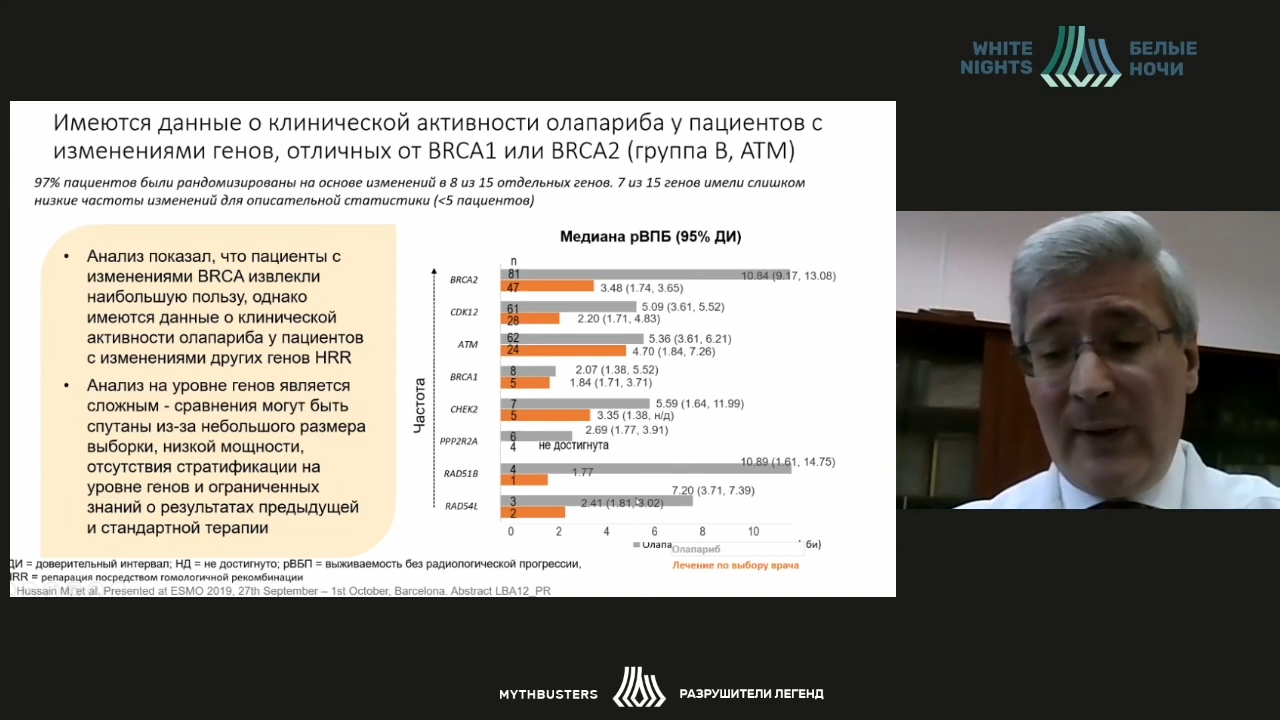 WHITE NIGHTS
БЕЛЫЕ НОЧИ
Имеются данные о клинической активности олапариба у пациентов с
изменениями генов, отличных от BRCA1 или BRCA2 (группа B, ATM)
97% пациентов были рандомизированы на основе изменений в 8 из 15 отдельных генов. 7 из 15 генов имели слишком
низкие частоты изменений для описательной статистики (<5 пациентов)
• Анализ показал, что пациенты с
изменениями BRCA извлекли
наибольшую пользу, однако
имеются данные о клинической
активности олапариба у пациентов
с изменениями других генов HRR
• Анализ на уровне генов является
сложным - сравнения могут быть
спутаны из-за небольшого размера
выборки, низкой мощности,
отсутствия стратификации на
уровне генов и ограниченных
знаний о результатах предыдущей
и стандартной терапии
Медиана рВПБ (95% ДИ)
n
Частота
BRCA2
81
10.84 (9.17, 13.08)
47
3.48 (1.74, 3.65)
CDK12
61
5.09 (3.61, 5.52)
28
2.20 (1.71, 4.83)
ATM
62
5.36 (3.61, 6.21)
24
4.70 (1.84, 7.26)
BRCA1
8
2.07 (1.38, 5.52)
5
1.84 (1.71, 3.71)
CHEK2
7
5.59 (1.64, 11.99)
5
3.35 (1.38, н/д)
PPP2R2A
6
2.69 (1.77, 3.91)
4
не достигнута
RAD51B
4
10.89 (1.61, 14.75)
1
1.77
RAD54L
3
7.20 (3.71, 7.39)
2
2.41 (1.81, 3.02)
0 2 4 6 8 10
Олапариб
Лечение по выбору врача
ДИ = доверительный интервал; НД = не достигнуто; рВБП = выживаемость без радиологической прогрессии,
HRR = репарация посредством гомологичной рекомбинации
Hussain M, et al. Presented at ESMO 2019, 27th September – 1st October, Barcelona. Abstract LBA12_PR
MYTHBUSTERS
РАЗРУШИТЕЛИ ЛЕГЕНД